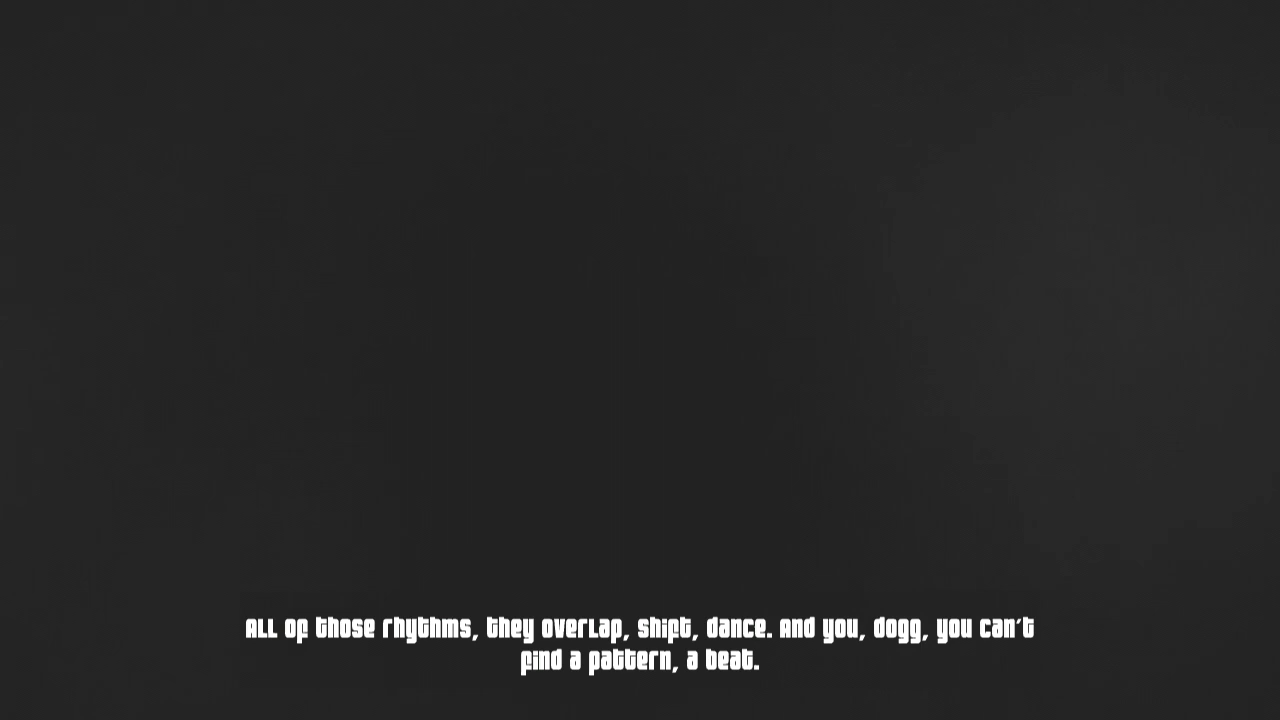 All of those rhythms, they overlap, shift, dance. And you, dogg, you can't
find a pattern, a beat.